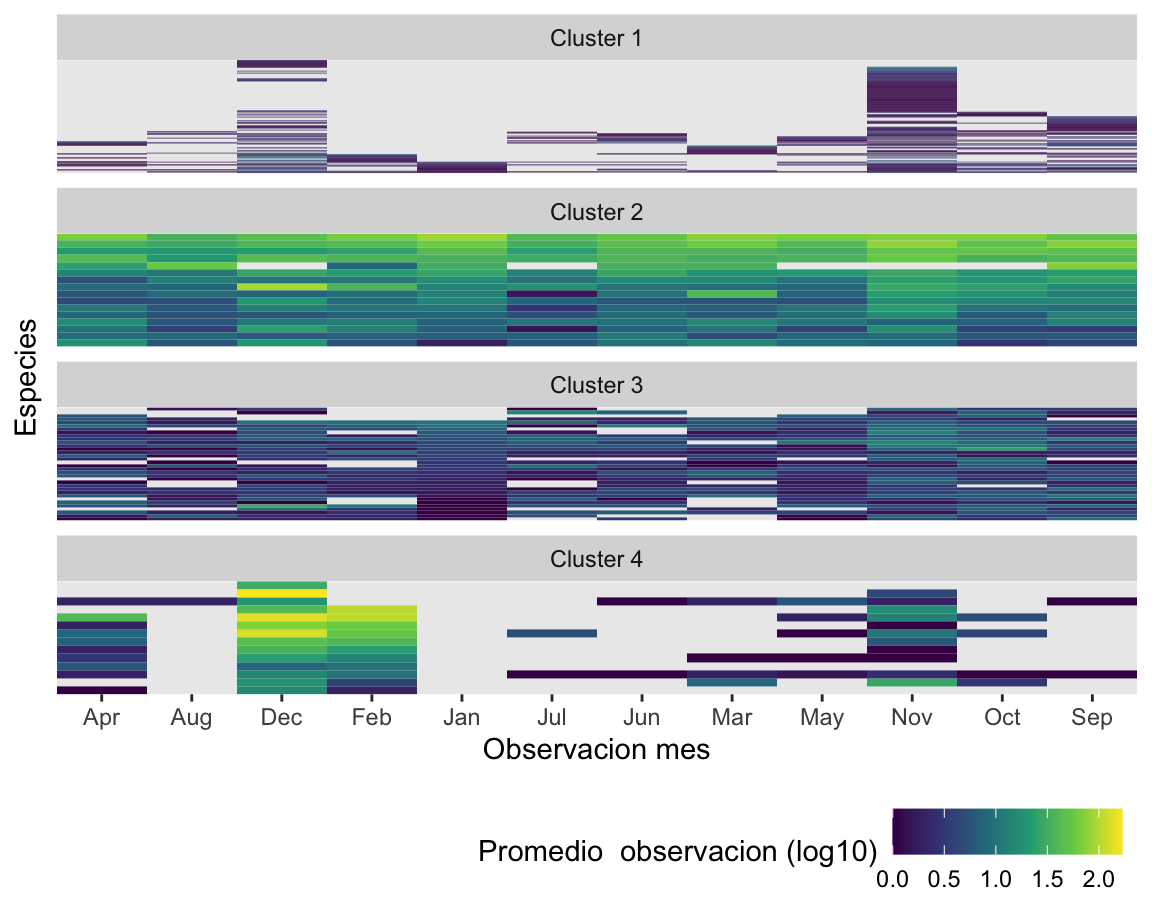 Cluster 1
Cluster 2
Cluster 3
Cluster 4
Especies
Apr Aug Dec Feb Jan Jul Jun Mar May Nov Oct Sep
Observacion mes
Promedio  observacion (log10)
0.0 0.5 1.0 1.5 2.0